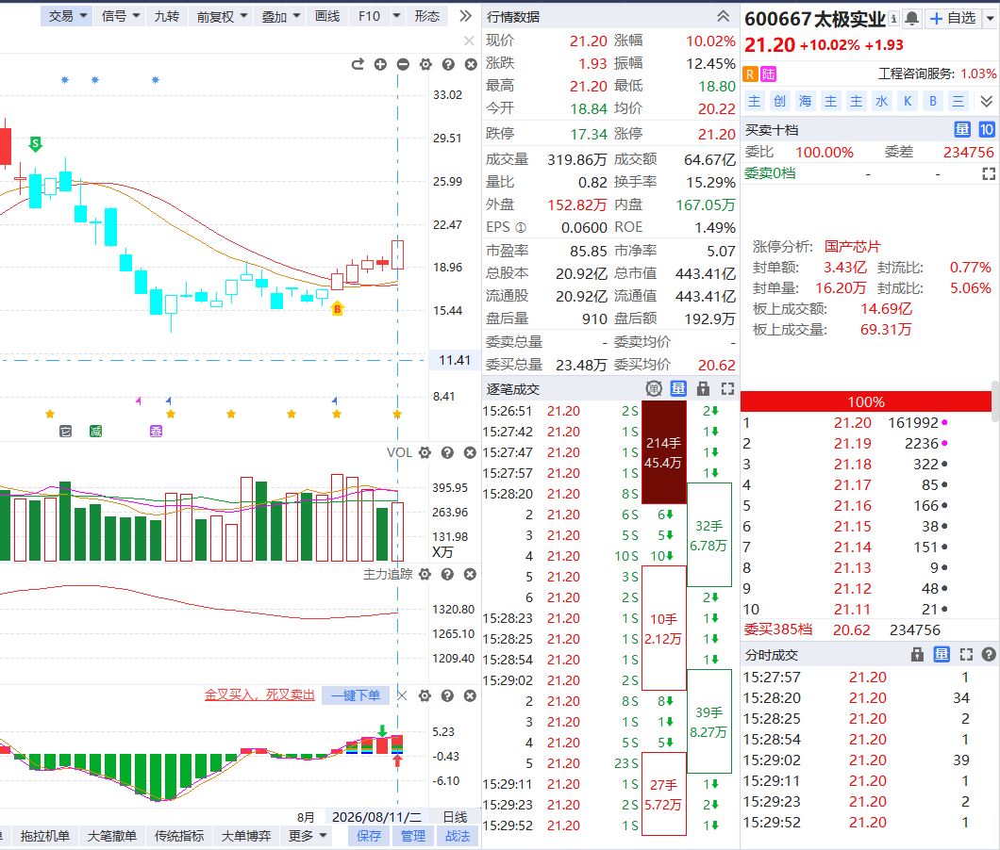 交易 信号 九转 前复权 叠加 画线 F10 形态
33.02
S
29.51
25.99
22.47
18.96
15.44
B
11.41
8.41
减
VOL
395.95
263.96
131.98
X万
主力追踪
1320.80
1265.10
1209.40
金叉买入，死叉卖出 一键下单
5.23
-0.43
-6.10
8月 2026/08/11/二 日线
单 拖拉机单 大笔撤单 传统指标 大单博弈 更多 保存 管理 战法
行情数据
现价 21.20 涨幅 10.02%
涨跌 1.93 振幅 12.45%
最高 21.20 最低 18.80
今开 18.84 均价 20.22
跌停 17.34 涨停 21.20
成交量 319.86万 成交额 64.67亿
量比 0.82 换手率 15.29%
外盘 152.82万 内盘 167.05万
EPS ① 0.0600 ROE 1.49%
市盈率 85.85 市净率 5.07
总股本 20.92亿 总市值 443.41亿
流通股 20.92亿 流通值 443.41亿
盘后量 910 盘后额 192.9万
委卖总量 - 委卖均价 -
委买总量 23.48万 委买均价 20.62
逐笔成交 单 量
15:26:51 21.20 2S 2
15:27:42 21.20 1S 1
15:27:47 21.20 1S 1
15:27:57 21.20 1S 1
15:28:20 21.20 8S
2 21.20 6S 6
3 21.20 5S 5
4 21.20 10S 10
5 21.20 3S
6 21.20 2S 2
15:28:23 21.20 1S 1
15:28:25 21.20 1S 1
15:28:54 21.20 1S 1
15:29:02 21.20 2S
2 21.20 8S 8
3 21.20 1S 1
4 21.20 5S 5
5 21.20 23S
15:29:11 21.20 1S 1
15:29:23 21.20 2S 2
15:29:52 21.20 1S 1
214手
45.4万
32手
6.78万
10手
2.12万
39手
8.27万
27手
5.72万
600667 太极实业 自选
21.20 +10.02% +1.93
R 陆 工程咨询服务: 1.03%
主 创 海 主 主 水 K B 三
买卖十档 量 10
委比 100.00% 委差 234756
委卖0档 - -
涨停分析: 国产芯片
封单额: 3.43亿 封流比: 0.77%
封单量: 16.20万 封成比: 5.06%
板上成交额: 14.69亿
板上成交量: 69.31万
100%
1 21.20 161992
2 21.19 2236
3 21.18 322
4 21.17 85
5 21.16 166
6 21.15 38
7 21.14 151
8 21.13 9
9 21.12 48
10 21.11 21
委买385档 20.62 234756
分时成交 量
15:27:57 21.20 1
15:28:20 21.20 34
15:28:25 21.20 2
15:28:54 21.20 1
15:29:02 21.20 39
15:29:11 21.20 1
15:29:23 21.20 2
15:29:52 21.20 1